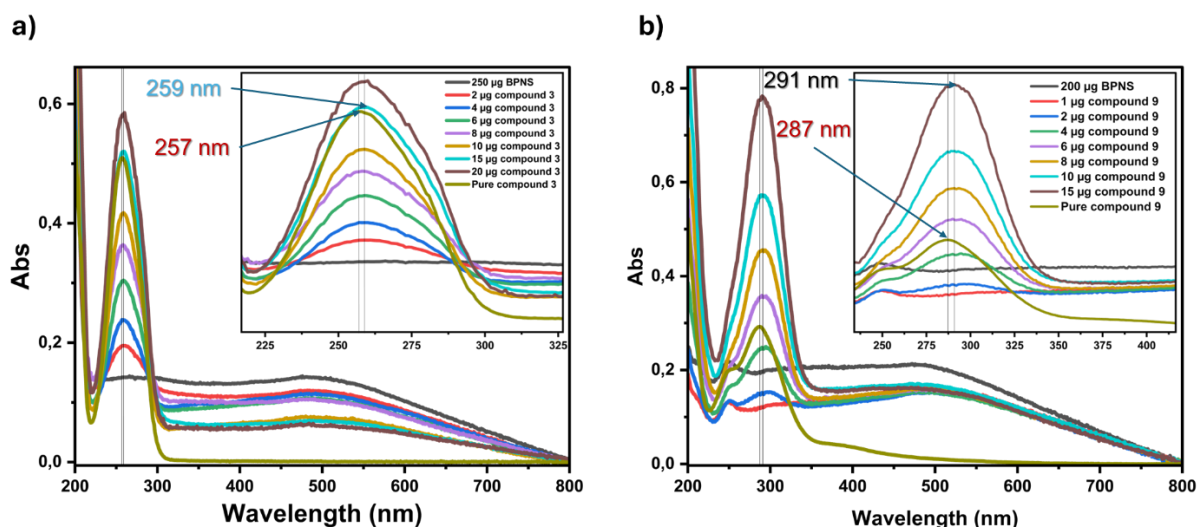 a)
Abs
0,6
0,4
0,2
0,0
200 300 400 500 600 700 800
Wavelength (nm)
259 nm
257 nm
250 µg BPNS
2 µg compound 3
4 µg compound 3
6 µg compound 3
8 µg compound 3
10 µg compound 3
15 µg compound 3
20 µg compound 3
Pure compound 3
225 250 275 300 325
b)
Abs
0,8
0,6
0,4
0,2
0,0
200 300 400 500 600 700 800
Wavelength (nm)
291 nm
287 nm
200 µg BPNS
1 µg compound 9
2 µg compound 9
4 µg compound 9
6 µg compound 9
8 µg compound 9
10 µg compound 9
15 µg compound 9
Pure compound 9
250 275 300 325 350 375 400